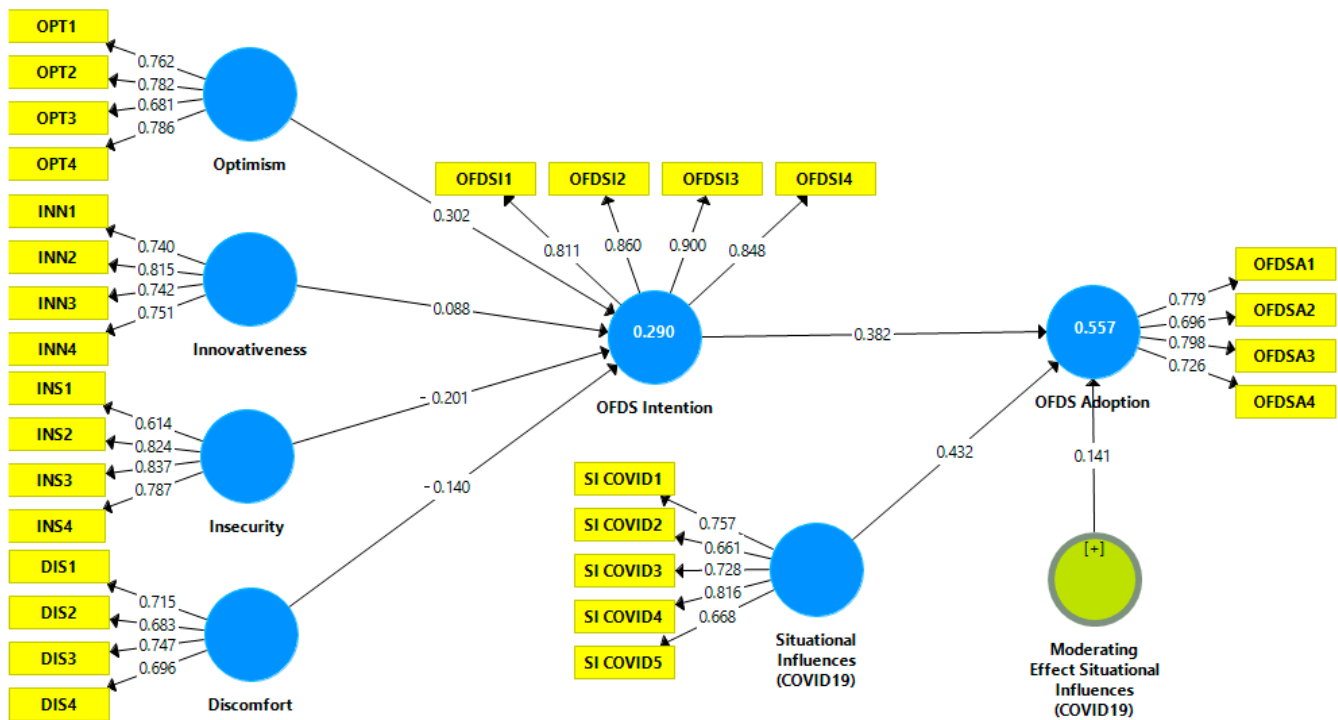 OPT1
OPT2
OPT3
OPT4
0.762
0.782
0.681
0.786
Optimism
INN1
INN2
INN3
INN4
0.740
0.815
0.742
0.751
Innovativeness
INS1
INS2
INS3
INS4
0.614
0.824
0.837
0.787
Insecurity
DIS1
DIS2
DIS3
DIS4
0.715
0.683
0.747
0.696
Discomfort
0.302
0.088
- 0.201
- 0.140
OFDSI1
OFDSI2
OFDSI3
OFDSI4
0.811
0.860
0.900
0.848
0.290
OFDS Intention
0.382
SI COVID1
SI COVID2
SI COVID3
SI COVID4
SI COVID5
0.757
0.661
0.728
0.816
0.668
Situational
Influences
(COVID19)
0.432
0.557
OFDS Adoption
0.779
0.696
0.798
0.726
OFDSA1
OFDSA2
OFDSA3
OFDSA4
0.141
[+]
Moderating
Effect Situational
Influences
(COVID19)